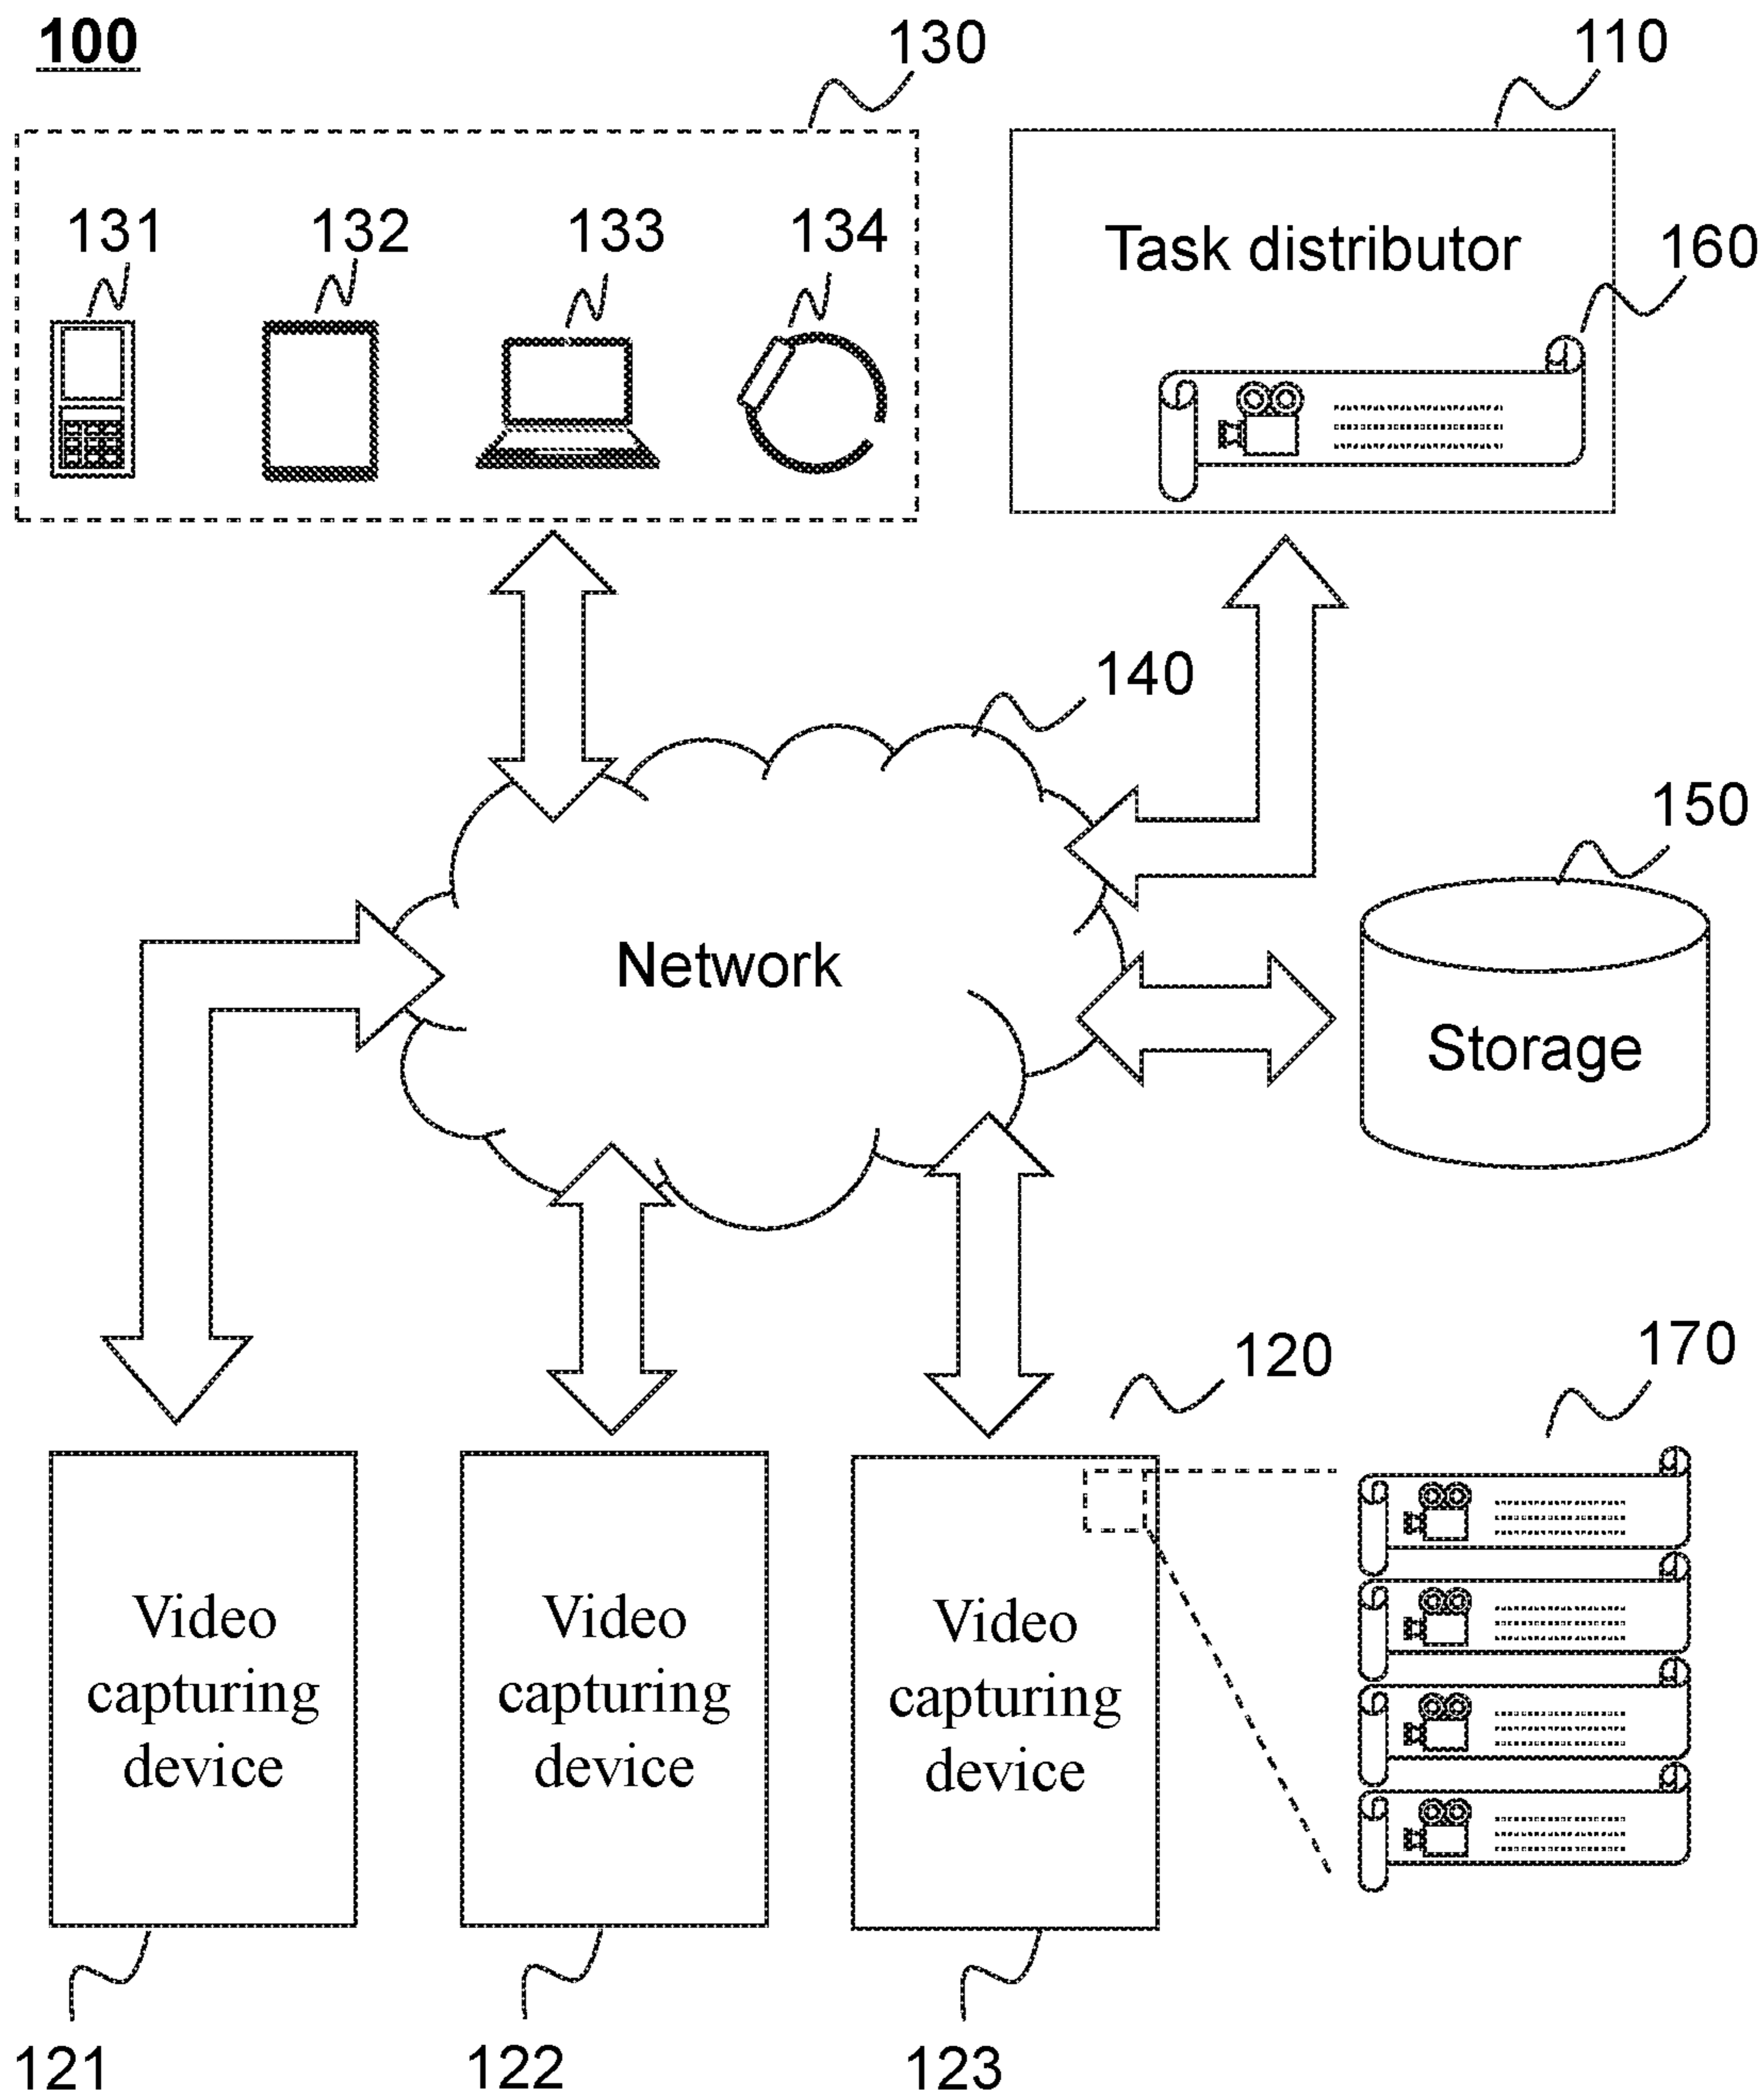 100
130
110
131
132
133
134
Task distributor
160
140
150
Network
Storage
120
170
Video
capturing
device
Video
capturing
device
Video
capturing
device
121
122
123